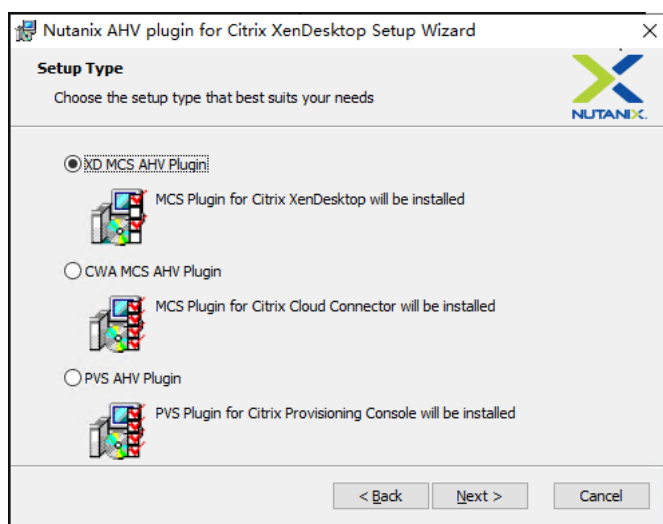 Nutanix AHV plugin for Citrix XenDesktop Setup Wizard
Setup Type
Choose the setup type that best suits your needs
NUTANIX.
XD MCS AHV Plugin
MCS Plugin for Citrix XenDesktop will be installed
CWA MCS AHV Plugin
MCS Plugin for Citrix Cloud Connector will be installed
PVS AHV Plugin
PVS Plugin for Citrix Provisioning Console will be installed
< Back Next > Cancel